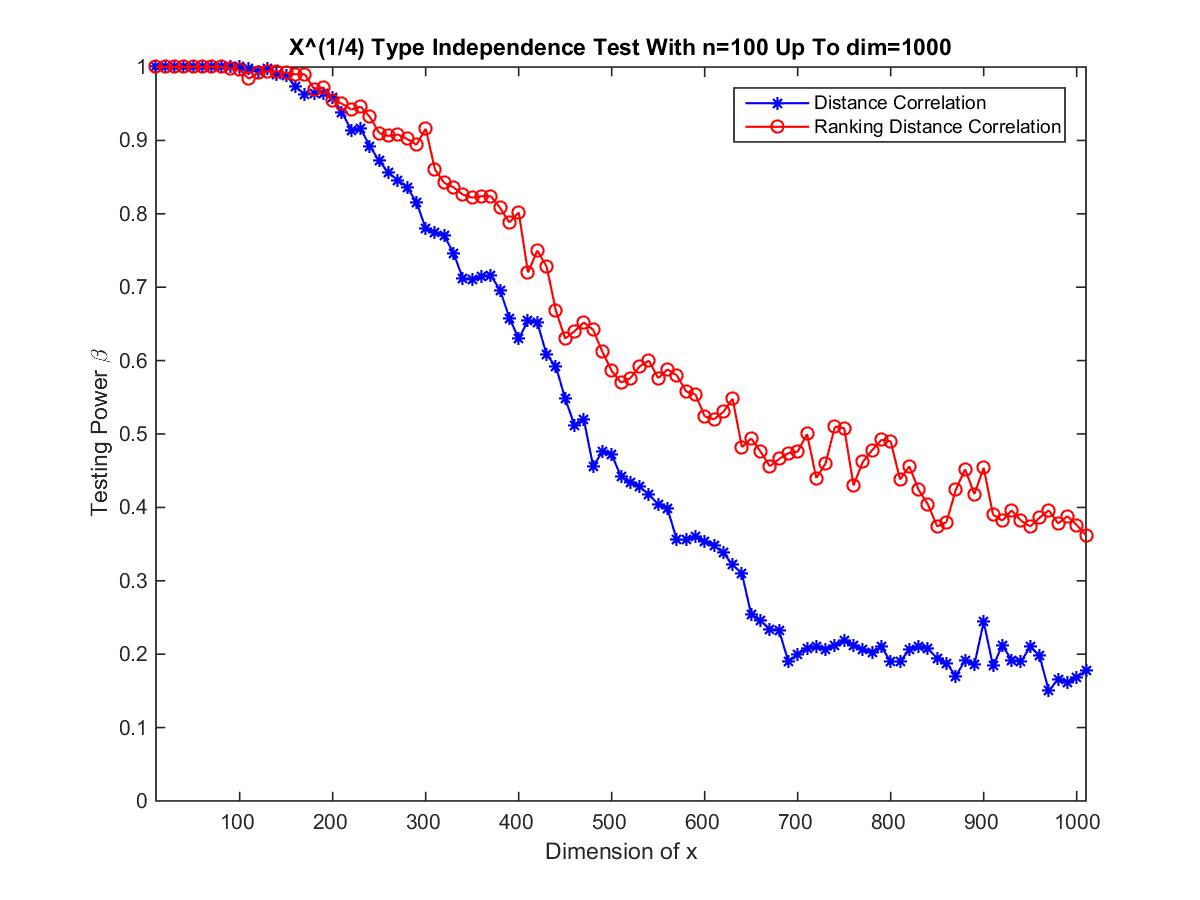 X^(1/4) Type Independence Test With n=100 Up To dim=1000
Distance Correlation
Ranking Distance Correlation
Testing Power β
1
0.9
0.8
0.7
0.6
0.5
0.4
0.3
0.2
0.1
0
100 200 300 400 500 600 700 800 900 1000
Dimension of x